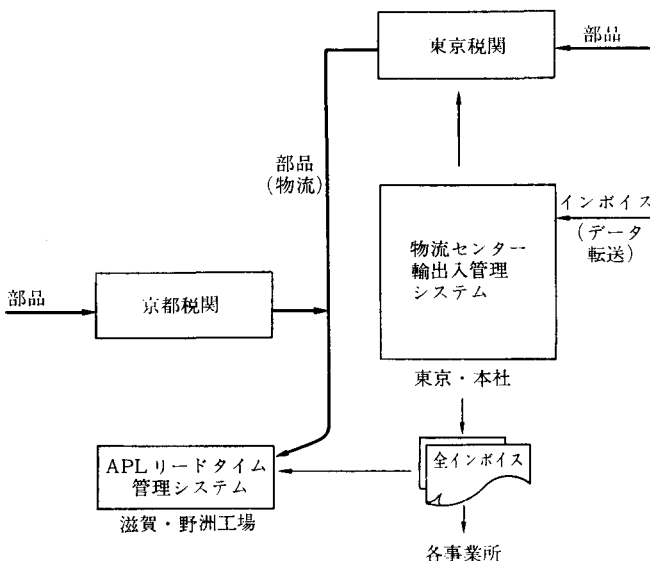 東京税関
部品
部品
(物流)
インボイス
(データ
転送)
物流センター
輸出入管理
システム
部品
京都税関
東京・本社
APLリードタイム
管理システム
全インボイス
滋賀・野洲工場
各事業所